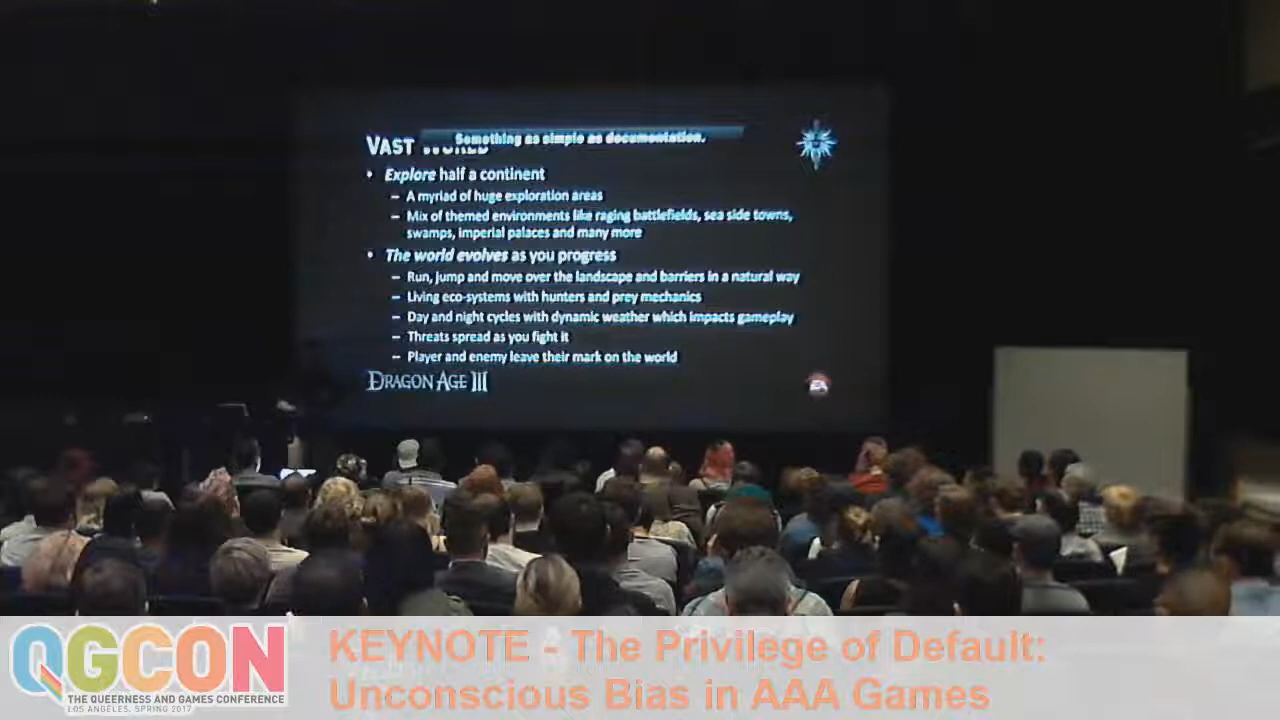 Something as simple as documentation.
VAST
• Explore half a continent
– A myriad of huge exploration areas
– Mix of themed environments like raging battlefields, sea side towns,
swamps, imperial palaces and many more
• The world evolves as you progress
– Run, jump and move over the landscape and barriers in a natural way
– Living eco-systems with hunters and prey mechanics
– Day and night cycles with dynamic weather which impacts gameplay
– Threats spread as you fight it
– Player and enemy leave their mark on the world
DRAGON AGE III
QGCON
THE QUEERNESS AND GAMES CONFERENCE
LOS ANGELES, SPRING 2017
KEYNOTE - The Privilege of Default:
Unconscious Bias in AAA Games